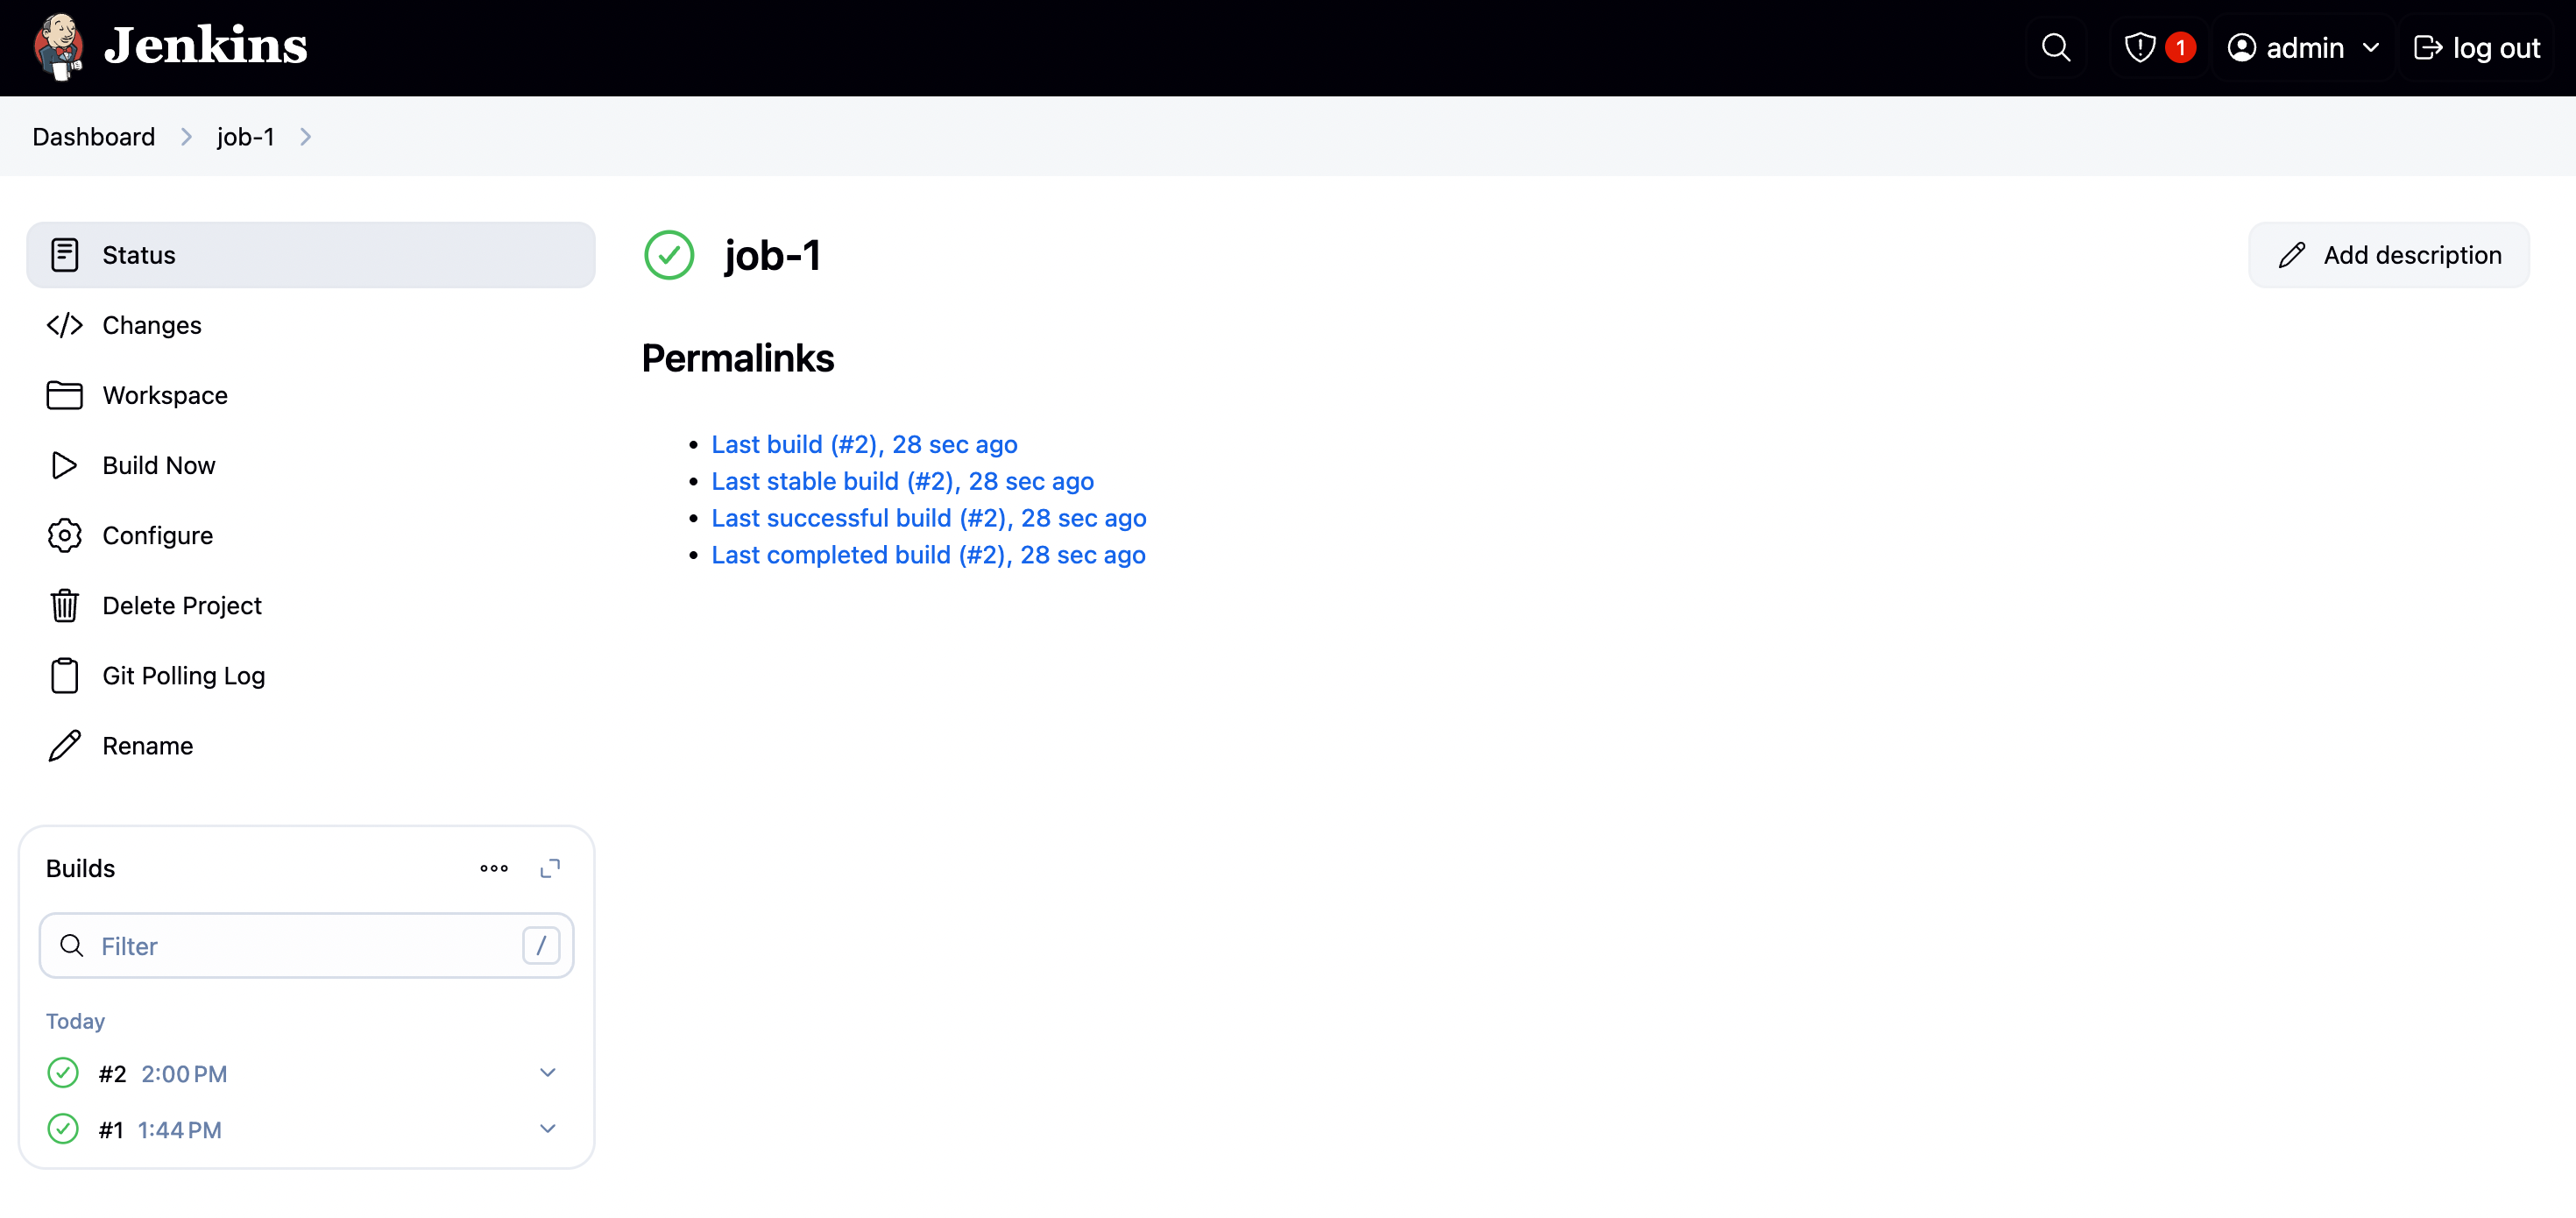 Jenkins
1
admin
log out
Dashboard
job-1
Status
Changes
Workspace
Build Now
Configure
Delete Project
Git Polling Log
Rename
Builds
Filter
/
Today
#2 2:00 PM
#1 1:44 PM
job-1
Add description
Permalinks
Last build (#2), 28 sec ago
Last stable build (#2), 28 sec ago
Last successful build (#2), 28 sec ago
Last completed build (#2), 28 sec ago